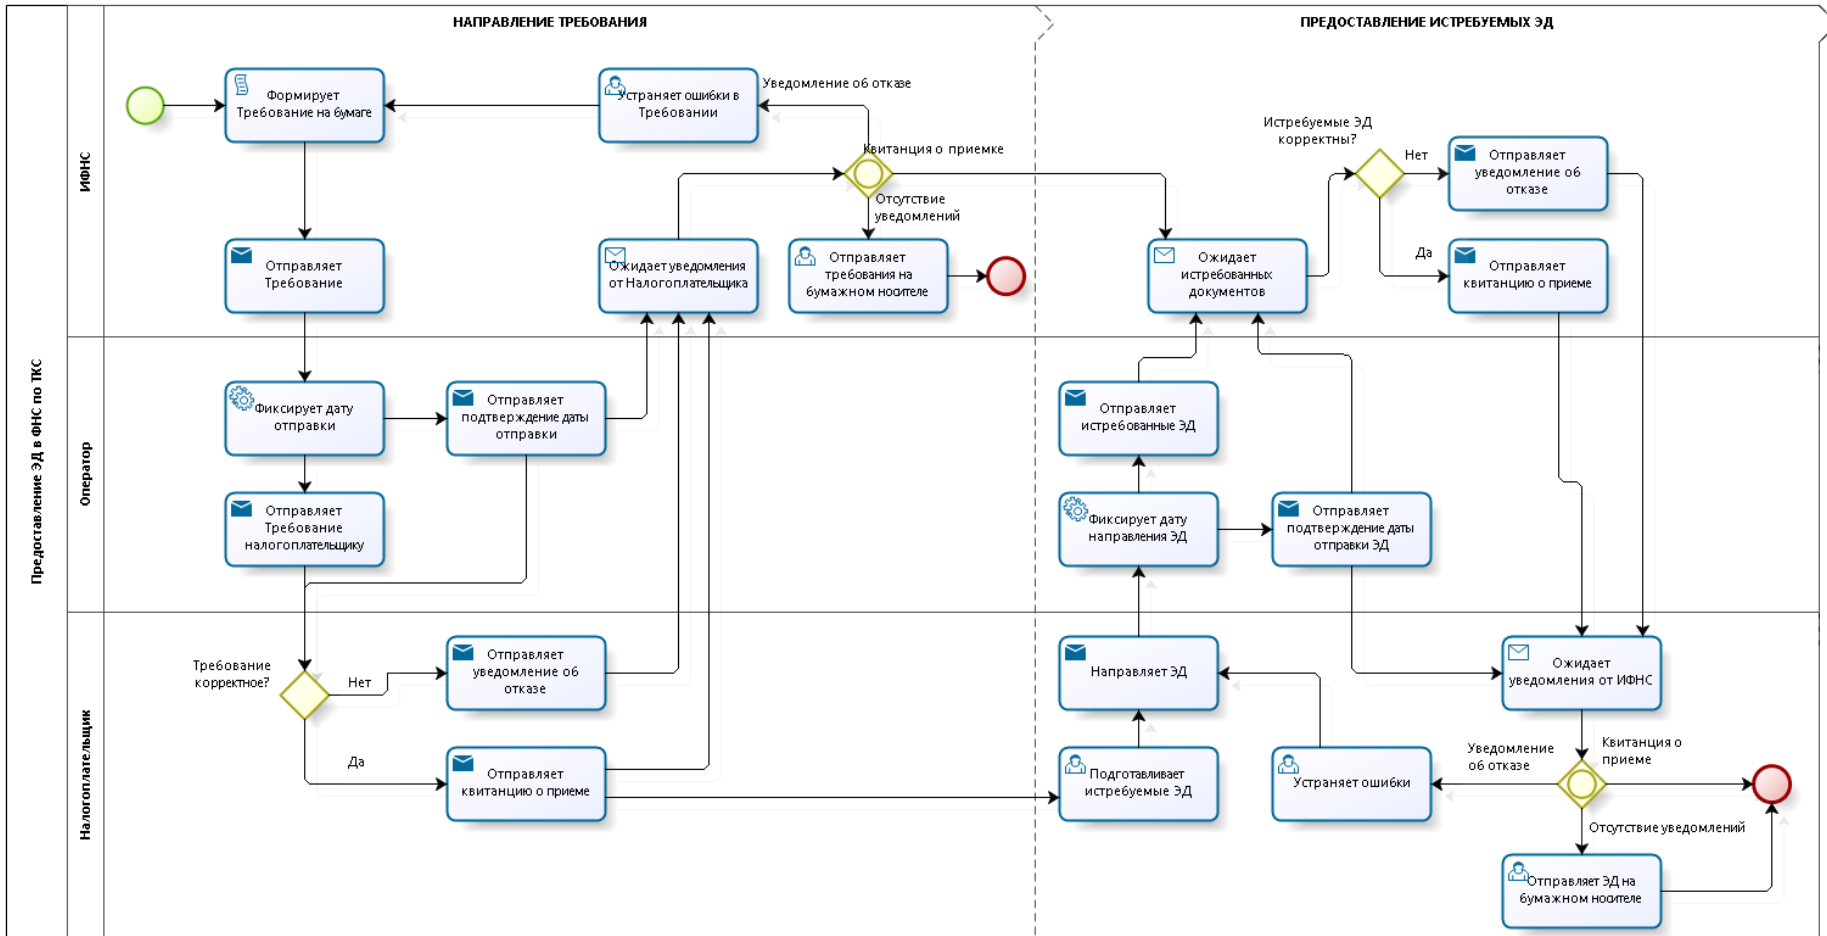 НАПРАВЛЕНИЕ ТРЕБОВАНИЯ
ПРЕДОСТАВЛЕНИЕ ИСТРЕБУЕМЫХ ЭД
Предоставление ЭД в ФНС по ТКС
ИФНС
Формирует
Требование на бумаге
Устраняет ошибки в
Требовании
Уведомление об отказе
Квитанция о приемке
Отсутствие
уведомлений
Отправляет
Требование
Ожидает уведомления
от Налогоплательщика
Отправляет
требования на
бумажном носителе
Ожидает
истребованных
документов
Истребуемые ЭД
корректны?
Нет
Отправляет
уведомление об
отказе
Да
Отправляет
квитанцию о приеме
Оператор
Фиксирует дату
отправки
Отправляет
подтверждение даты
отправки
Отправляет
Требование
налогоплательщику
Отправляет
истребованные ЭД
Фиксирует дату
направления ЭД
Отправляет
подтверждение даты
отправки ЭД
Налогоплательщик
Требование
корректное?
Нет
Отправляет
уведомление об
отказе
Да
Отправляет
квитанцию о приеме
Направляет ЭД
Подготавливает
истребуемые ЭД
Устраняет ошибки
Ожидает
уведомления от ИФНС
Уведомление
об отказе
Квитанция о
приеме
Отсутствие уведомлений
Отправляет ЭД на
бумажном носителе